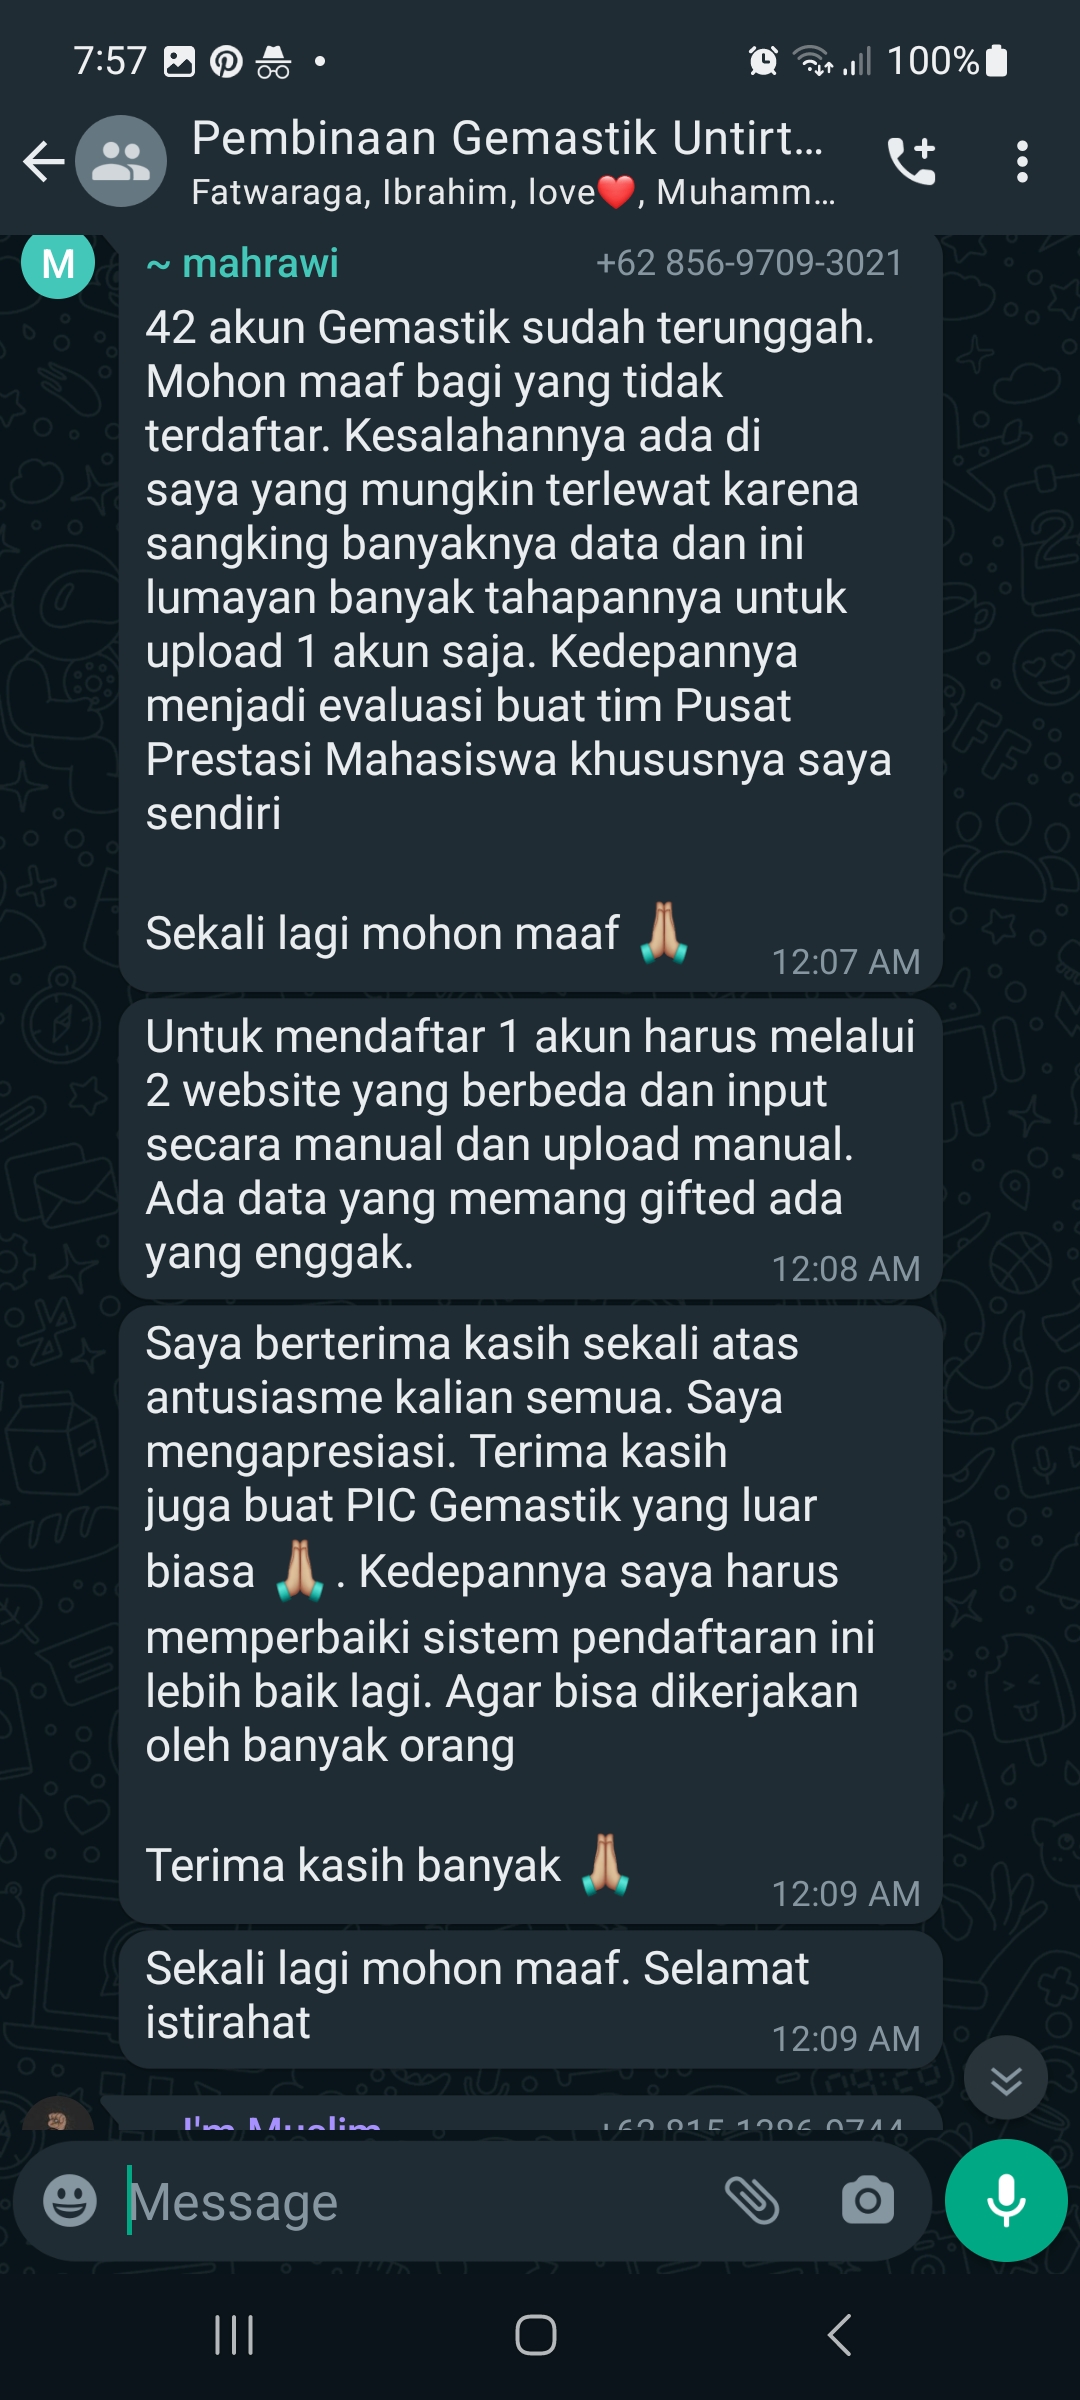 7:57
100%
Pembinaan Gemastik Untirt...
Fatwaraga, Ibrahim, love❤️, Muhamm...
M
~ mahrawi +62 856-9709-3021
42 akun Gemastik sudah terunggah.
Mohon maaf bagi yang tidak
terdaftar. Kesalahannya ada di
saya yang mungkin terlewat karena
sangking banyaknya data dan ini
lumayan banyak tahapannya untuk
upload 1 akun saja. Kedepannya
menjadi evaluasi buat tim Pusat
Prestasi Mahasiswa khususnya saya
sendiri
Sekali lagi mohon maaf 🙏🏼
12:07 AM
Untuk mendaftar 1 akun harus melalui
2 website yang berbeda dan input
secara manual dan upload manual.
Ada data yang memang gifted ada
yang enggak.
12:08 AM
Saya berterima kasih sekali atas
antusiasme kalian semua. Saya
mengapresiasi. Terima kasih
juga buat PIC Gemastik yang luar
biasa 🙏🏼. Kedepannya saya harus
memperbaiki sistem pendaftaran ini
lebih baik lagi. Agar bisa dikerjakan
oleh banyak orang
Terima kasih banyak 🙏🏼
12:09 AM
Sekali lagi mohon maaf. Selamat
istirahat
12:09 AM
I'm Muslim
Message